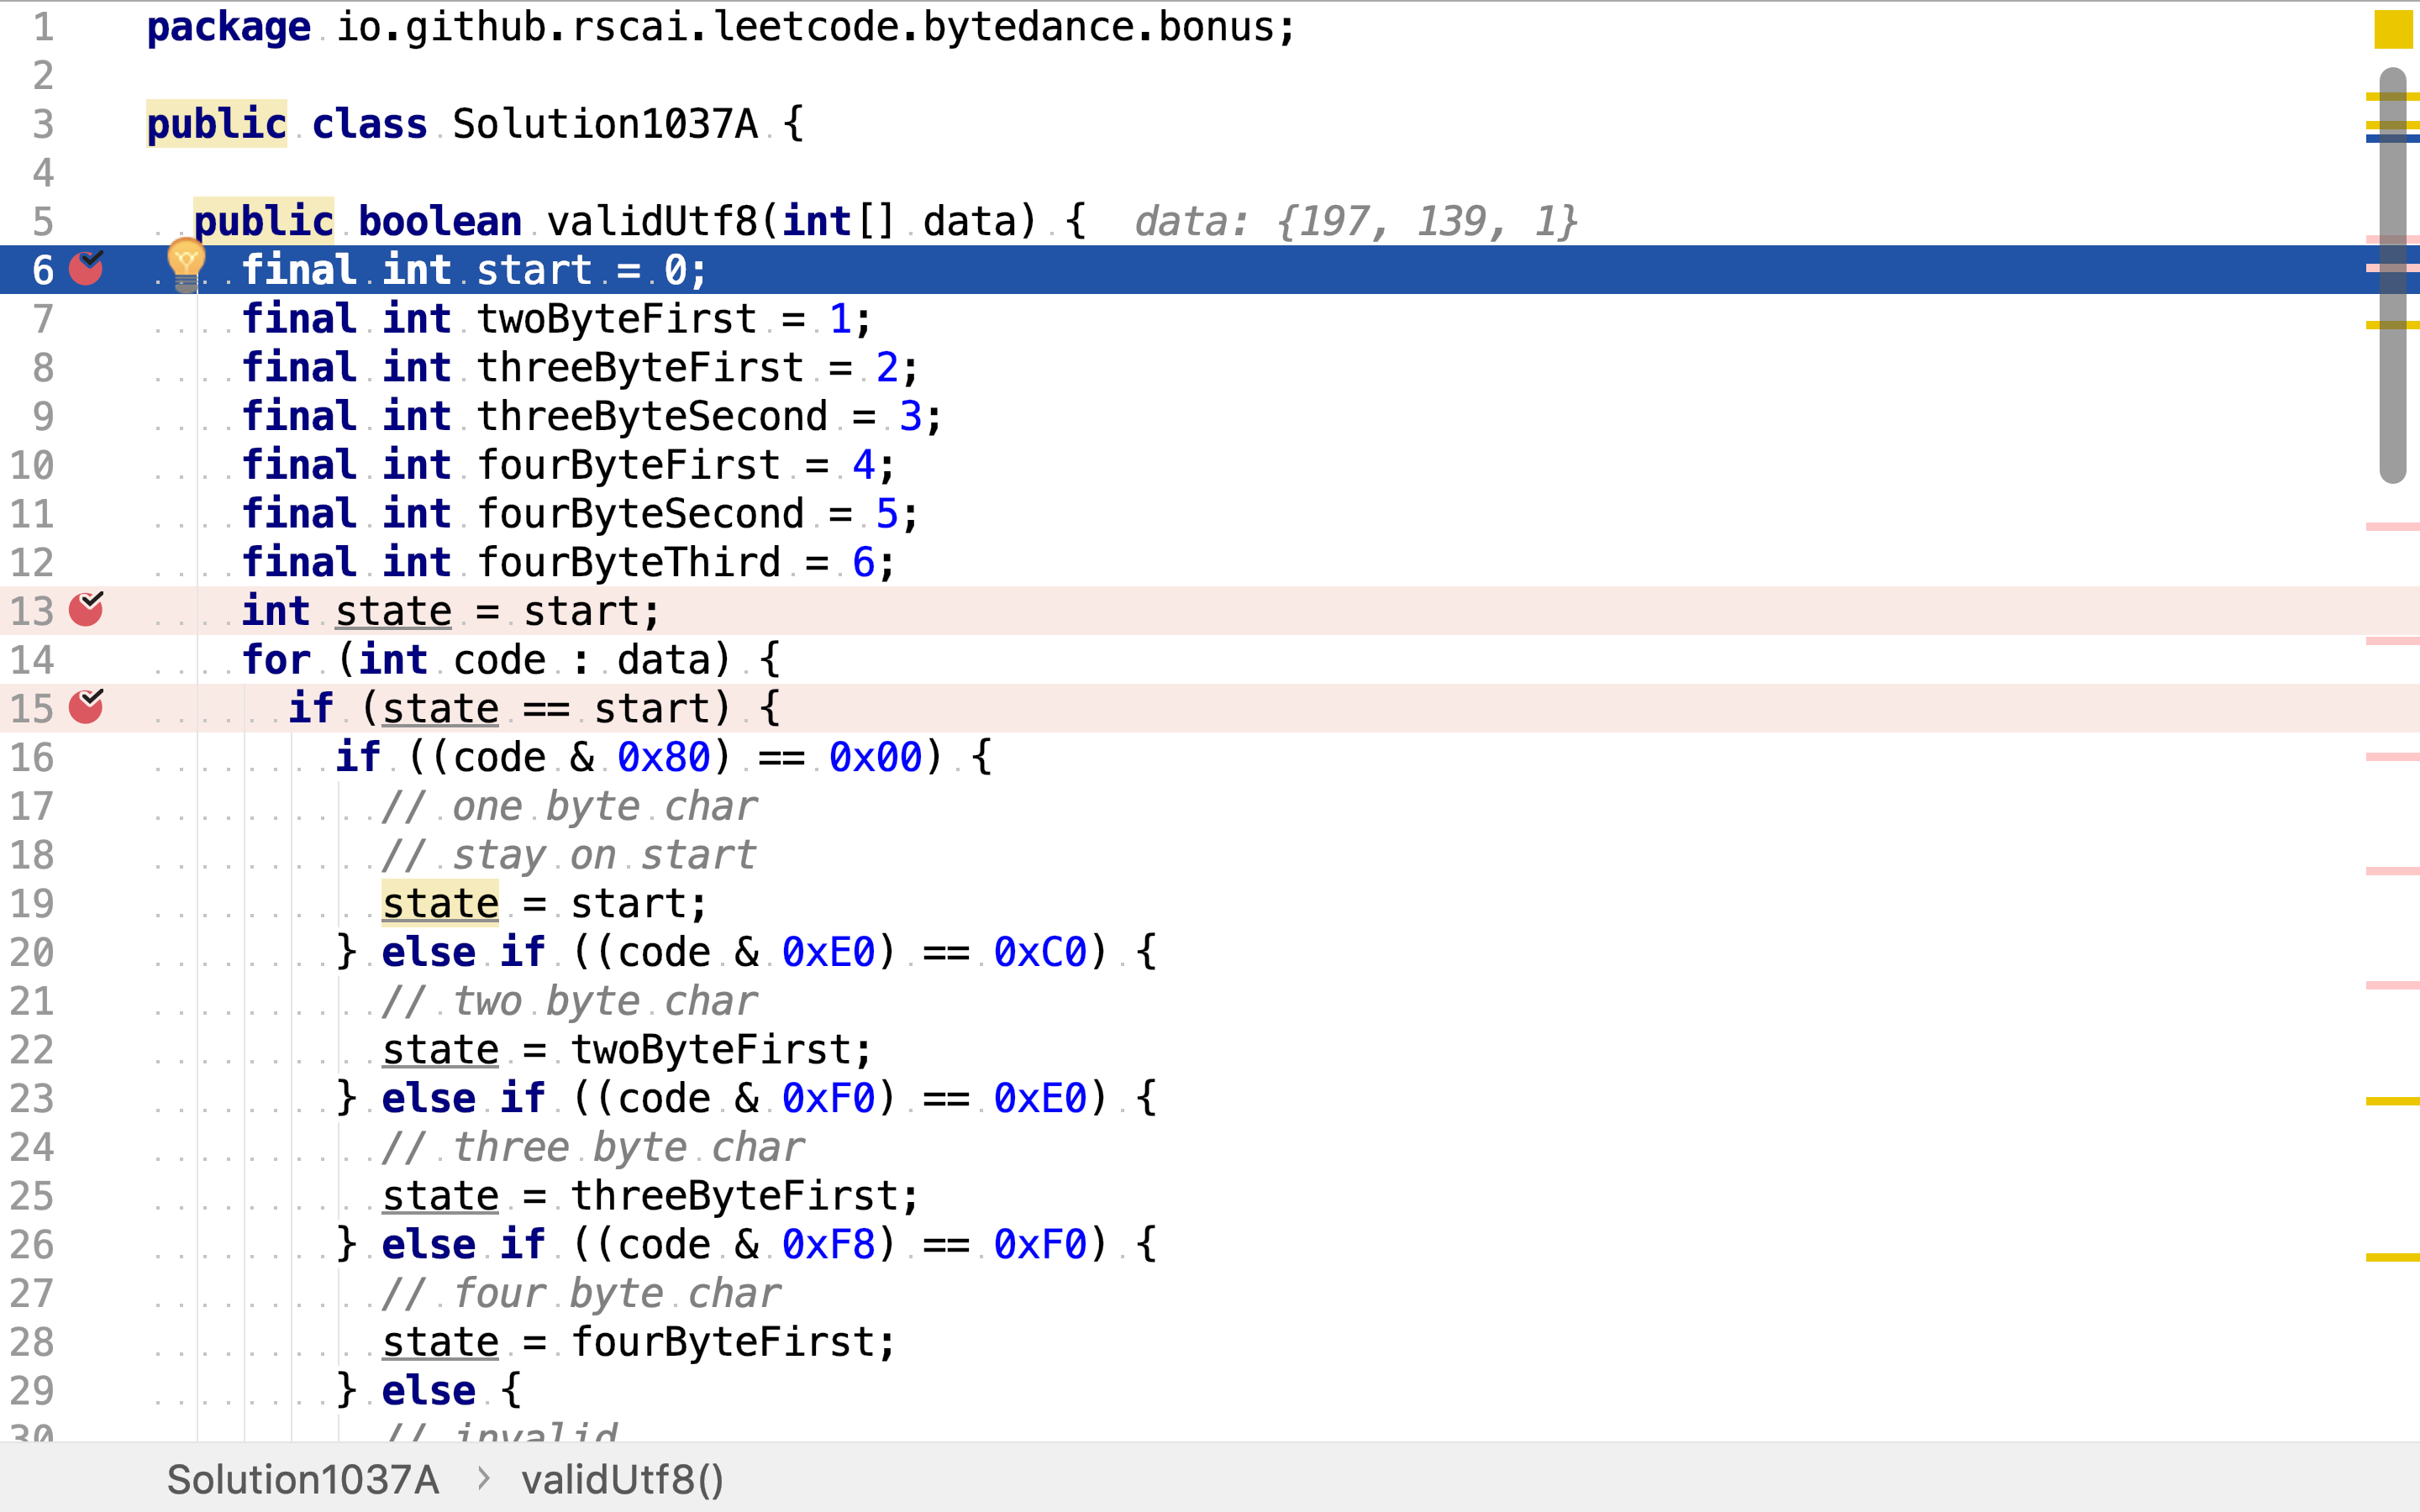 1 package io.github.rscai.leetcode.bytedance.bonus;
2
3 public class Solution1037A {
4
5 public boolean validUtf8(int[] data) { data: {197, 139, 1}
6 final int start = 0;
7 final int twoByteFirst = 1;
8 final int threeByteFirst = 2;
9 final int threeByteSecond = 3;
10 final int fourByteFirst = 4;
11 final int fourByteSecond = 5;
12 final int fourByteThird = 6;
13 int state = start;
14 for (int code : data) {
15 if (state == start) {
16 if ((code & 0x80) == 0x00) {
17 // one byte char
18 // stay on start
19 state = start;
20 } else if ((code & 0xE0) == 0xC0) {
21 // two byte char
22 state = twoByteFirst;
23 } else if ((code & 0xF0) == 0xE0) {
24 // three byte char
25 state = threeByteFirst;
26 } else if ((code & 0xF8) == 0xF0) {
27 // four byte char
28 state = fourByteFirst;
29 } else {
30 // invalid
Solution1037A > validUtf8()